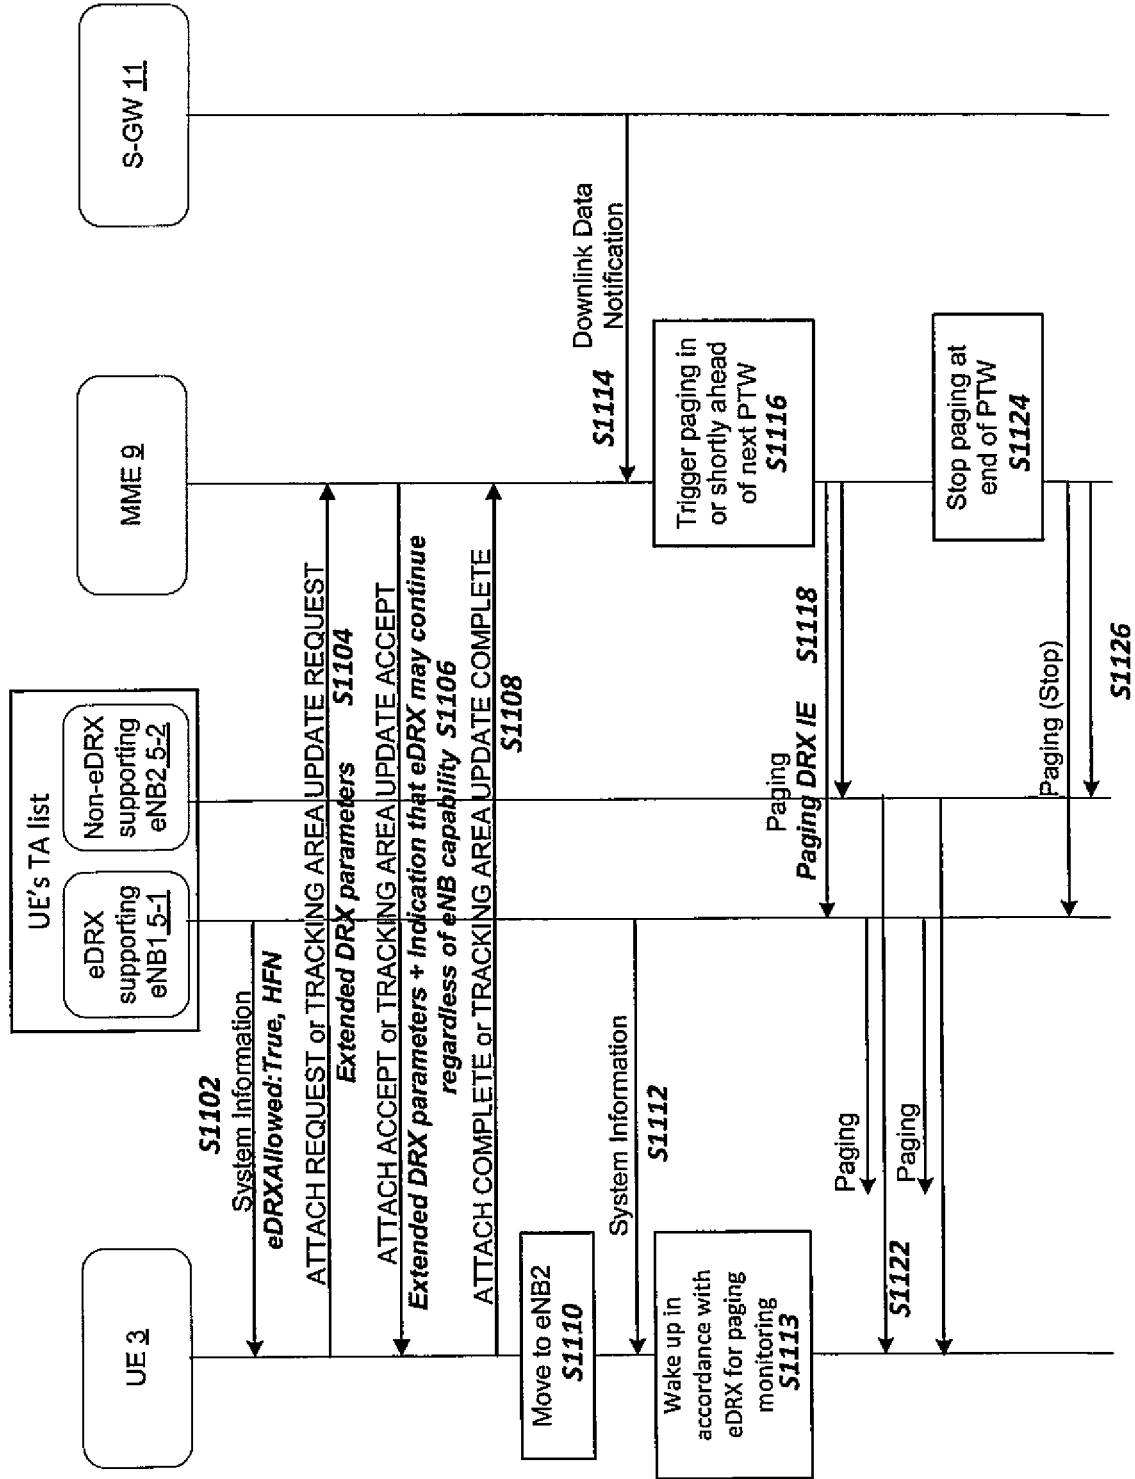 UE 3
UE's TA list
eDRX
supporting
eNB1 5-1
Non-eDRX
supporting
eNB2 5-2
MME 9
S-GW 11
S1102
System Information
eDRXAllowed:True, HFN
ATTACH REQUEST or TRACKING AREA UPDATE REQUEST
Extended DRX parameters S1104
ATTACH ACCEPT or TRACKING AREA UPDATE ACCEPT
Extended DRX parameters + Indication that eDRX may continue
regardless of eNB capability S1106
ATTACH COMPLETE or TRACKING AREA UPDATE COMPLETE
S1108
Move to eNB2
S1110
System Information
S1112
Downlink Data
Notification
S1114
Wake up in
accordance with
eDRX for paging
monitoring
S1113
Trigger paging in
or shortly ahead
of next PTW
S1116
Paging
Paging DRX IE S1118
Paging
S1122
Paging
Stop paging at
end of PTW
S1124
Paging (Stop)
S1126